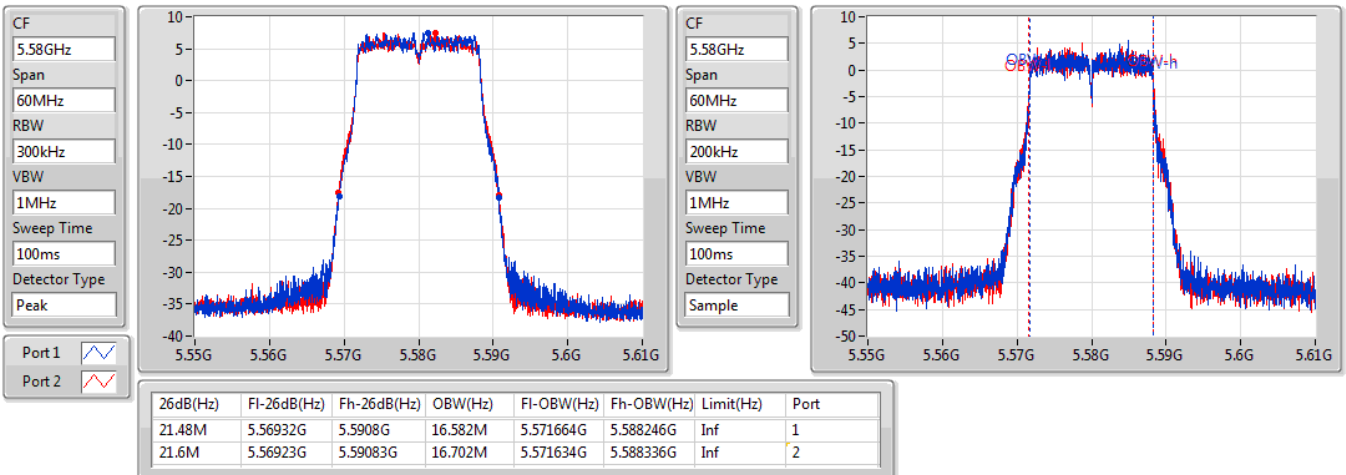 CF
5.58GHz
Span
60MHz
RBW
300kHz
VBW
1MHz
Sweep Time
100ms
Detector Type
Peak
Port 1
Port 2
10
5
0
-5
-10
-15
-20
-25
-30
-35
-40
5.55G 5.56G 5.57G 5.58G 5.59G 5.6G 5.61G
CF
5.58GHz
Span
60MHz
RBW
200kHz
VBW
1MHz
Sweep Time
100ms
Detector Type
Sample
10
5
0
-5
-10
-15
-20
-25
-30
-35
-40
-45
-50
5.55G 5.56G 5.57G 5.58G 5.59G 5.6G 5.61G
26dB(Hz) Fl-26dB(Hz) Fh-26dB(Hz) OBW(Hz) Fl-OBW(Hz) Fh-OBW(Hz) Limit(Hz) Port
21.48M 5.56932G 5.5908G 16.582M 5.571664G 5.588246G Inf 1
21.6M 5.56923G 5.59083G 16.702M 5.571634G 5.588336G Inf 2